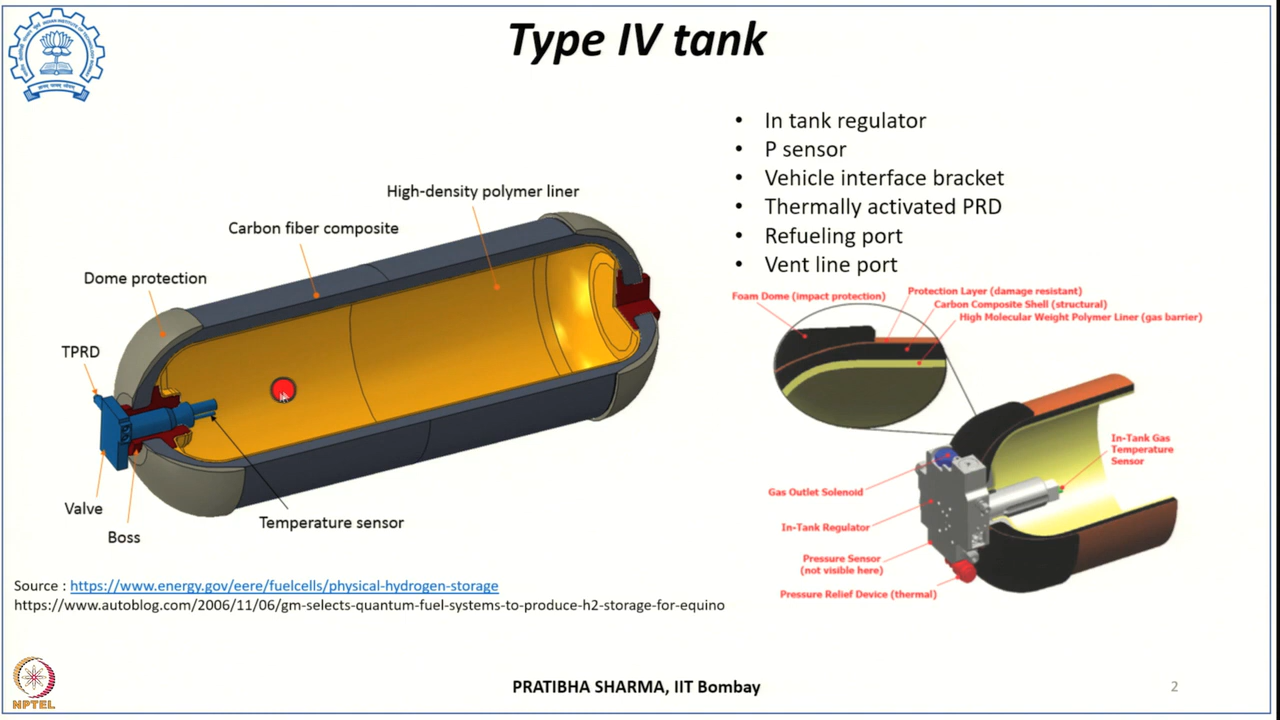 Type IV tank
• In tank regulator
• P sensor
• Vehicle interface bracket
• Thermally activated PRD
• Refueling port
• Vent line port
High-density polymer liner
Carbon fiber composite
Dome protection
TPRD
Valve
Boss
Temperature sensor
Foam Dome (impact protection)
Protection Layer (damage resistant)
Carbon Composite Shell (structural)
High Molecular Weight Polymer Liner (gas barrier)
In-Tank Gas
Temperature
Sensor
Gas Outlet Solenoid
In-Tank Regulator
Pressure Sensor
(not visible here)
Pressure Relief Device (thermal)
Source : https://www.energy.gov/eere/fuelcells/physical-hydrogen-storage
https://www.autoblog.com/2006/11/06/gm-selects-quantum-fuel-systems-to-produce-h2-storage-for-equino
NPTEL
PRATIBHA SHARMA, IIT Bombay
2